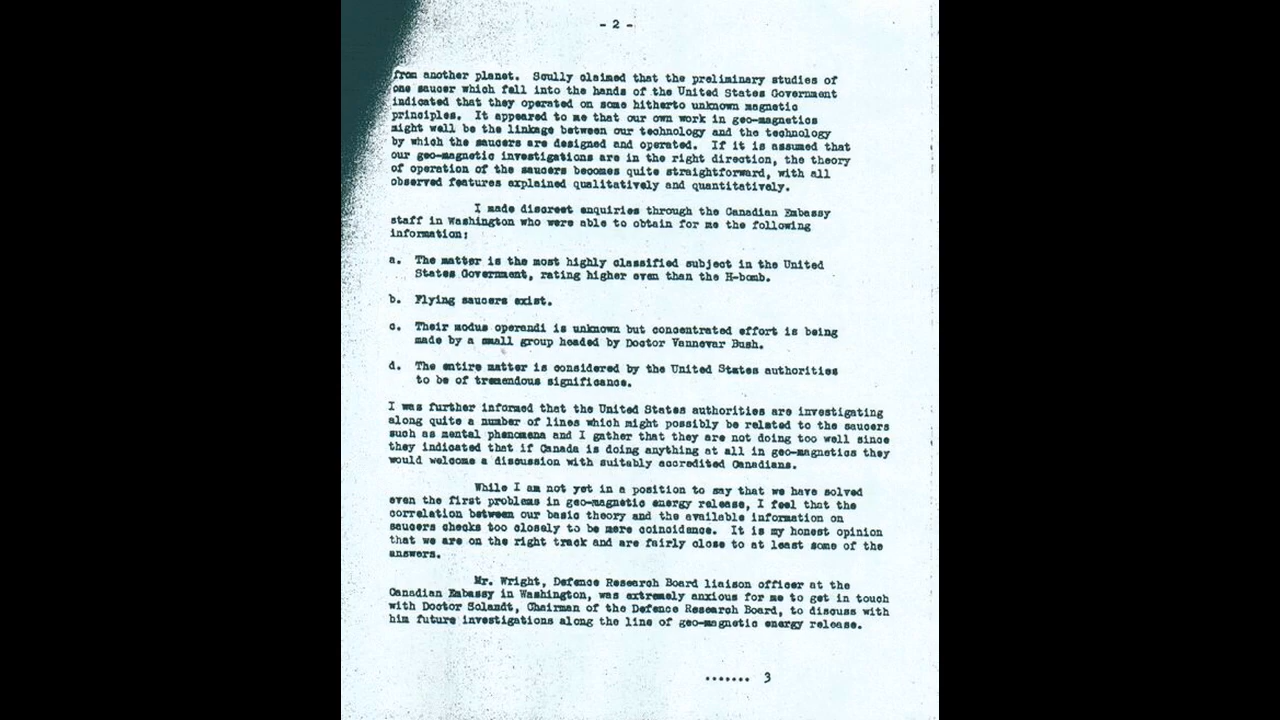 - 2 -
from another planet. Scully claimed that the preliminary studies of
one saucer which fell into the hands of the United States Government
indicated that they operated on some hitherto unknown magnetic
principles. It appeared to me that our own work in geo-magnetics
might well be the linkage between our technology and the technology
by which the saucers are designed and operated. If it is assumed that
our geo-magnetic investigations are in the right direction, the theory
of operation of the saucers becomes quite straightforward, with all
observed features explained qualitatively and quantitatively.
I made discreet enquiries through the Canadian Embassy
staff in Washington who were able to obtain for me the following
information:
a. The matter is the most highly classified subject in the United
States Government, rating higher even than the H-bomb.
b. Flying saucers exist.
c. Their modus operandi is unknown but concentrated effort is being
made by a small group headed by Doctor Vannevar Bush.
d. The entire matter is considered by the United States authorities
to be of tremendous significance.
I was further informed that the United States authorities are investigating
along quite a number of lines which might possibly be related to the saucers
such as mental phenomena and I gather that they are not doing too well since
they indicated that if Canada is doing anything at all in geo-magnetics they
would welcome a discussion with suitably accredited Canadians.
While I am not yet in a position to say that we have solved
even the first problems in geo-magnetic energy release, I feel that the
correlation between our basic theory and the available information on
saucers checks too closely to be mere coincidence. It is my honest opinion
that we are on the right track and are fairly close to at least some of the
answers.
Mr. Wright, Defence Research Board liaison officer at the
Canadian Embassy in Washington, was extremely anxious for me to get in touch
with Doctor Solandt, Chairman of the Defence Research Board, to discuss with
him future investigations along the line of geo-magnetic energy release.
....... 3